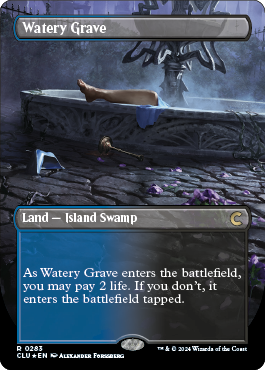 Watery Grave
Land — Island Swamp
As Watery Grave enters the battlefield,
you may pay 2 life. If you don't, it
enters the battlefield tapped.
R 0283
CLU★EN Alexander Forssberg
™ & © 2024 Wizards of the Coast